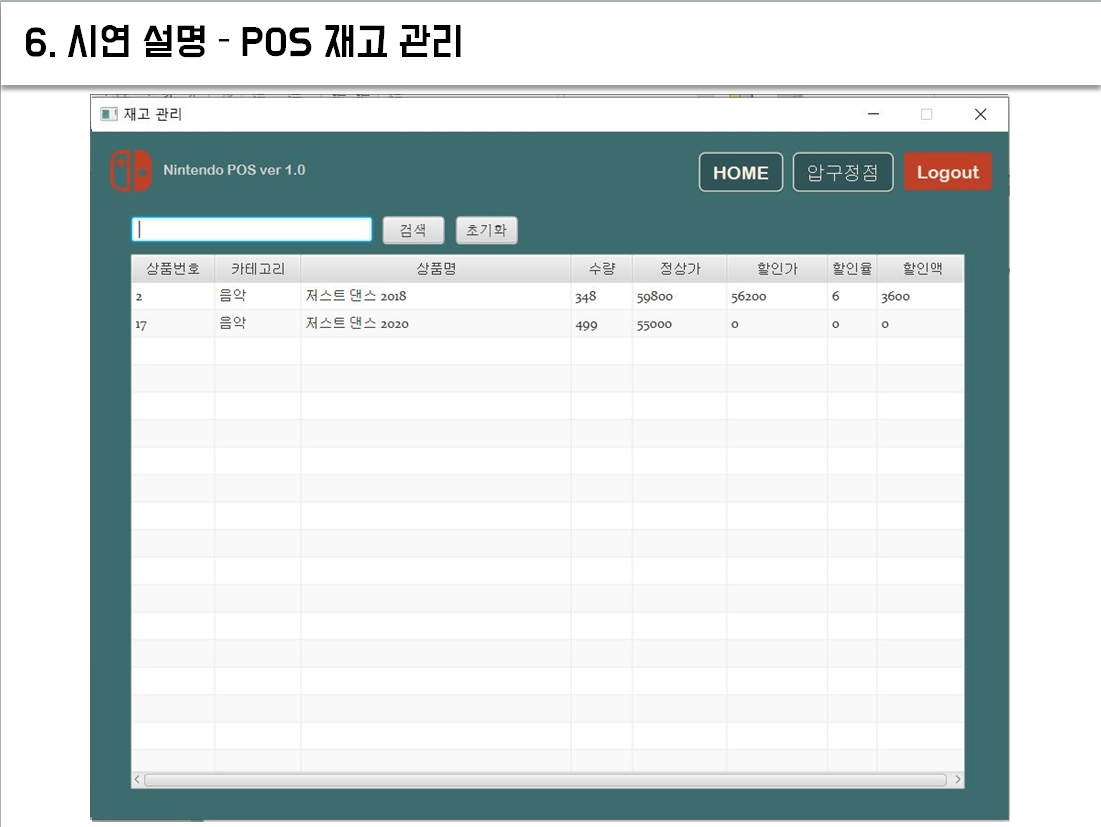 6. 시연 설명 - POS 재고 관리
재고 관리
Nintendo POS ver 1.0
HOME 압구정점 Logout
검색 초기화
상품번호 카테고리 상품명 수량 정상가 할인가 할인율 할인액
2 음악 저스트 댄스 2018 348 59800 56200 6 3600
17 음악 저스트 댄스 2020 499 55000 0 0 0